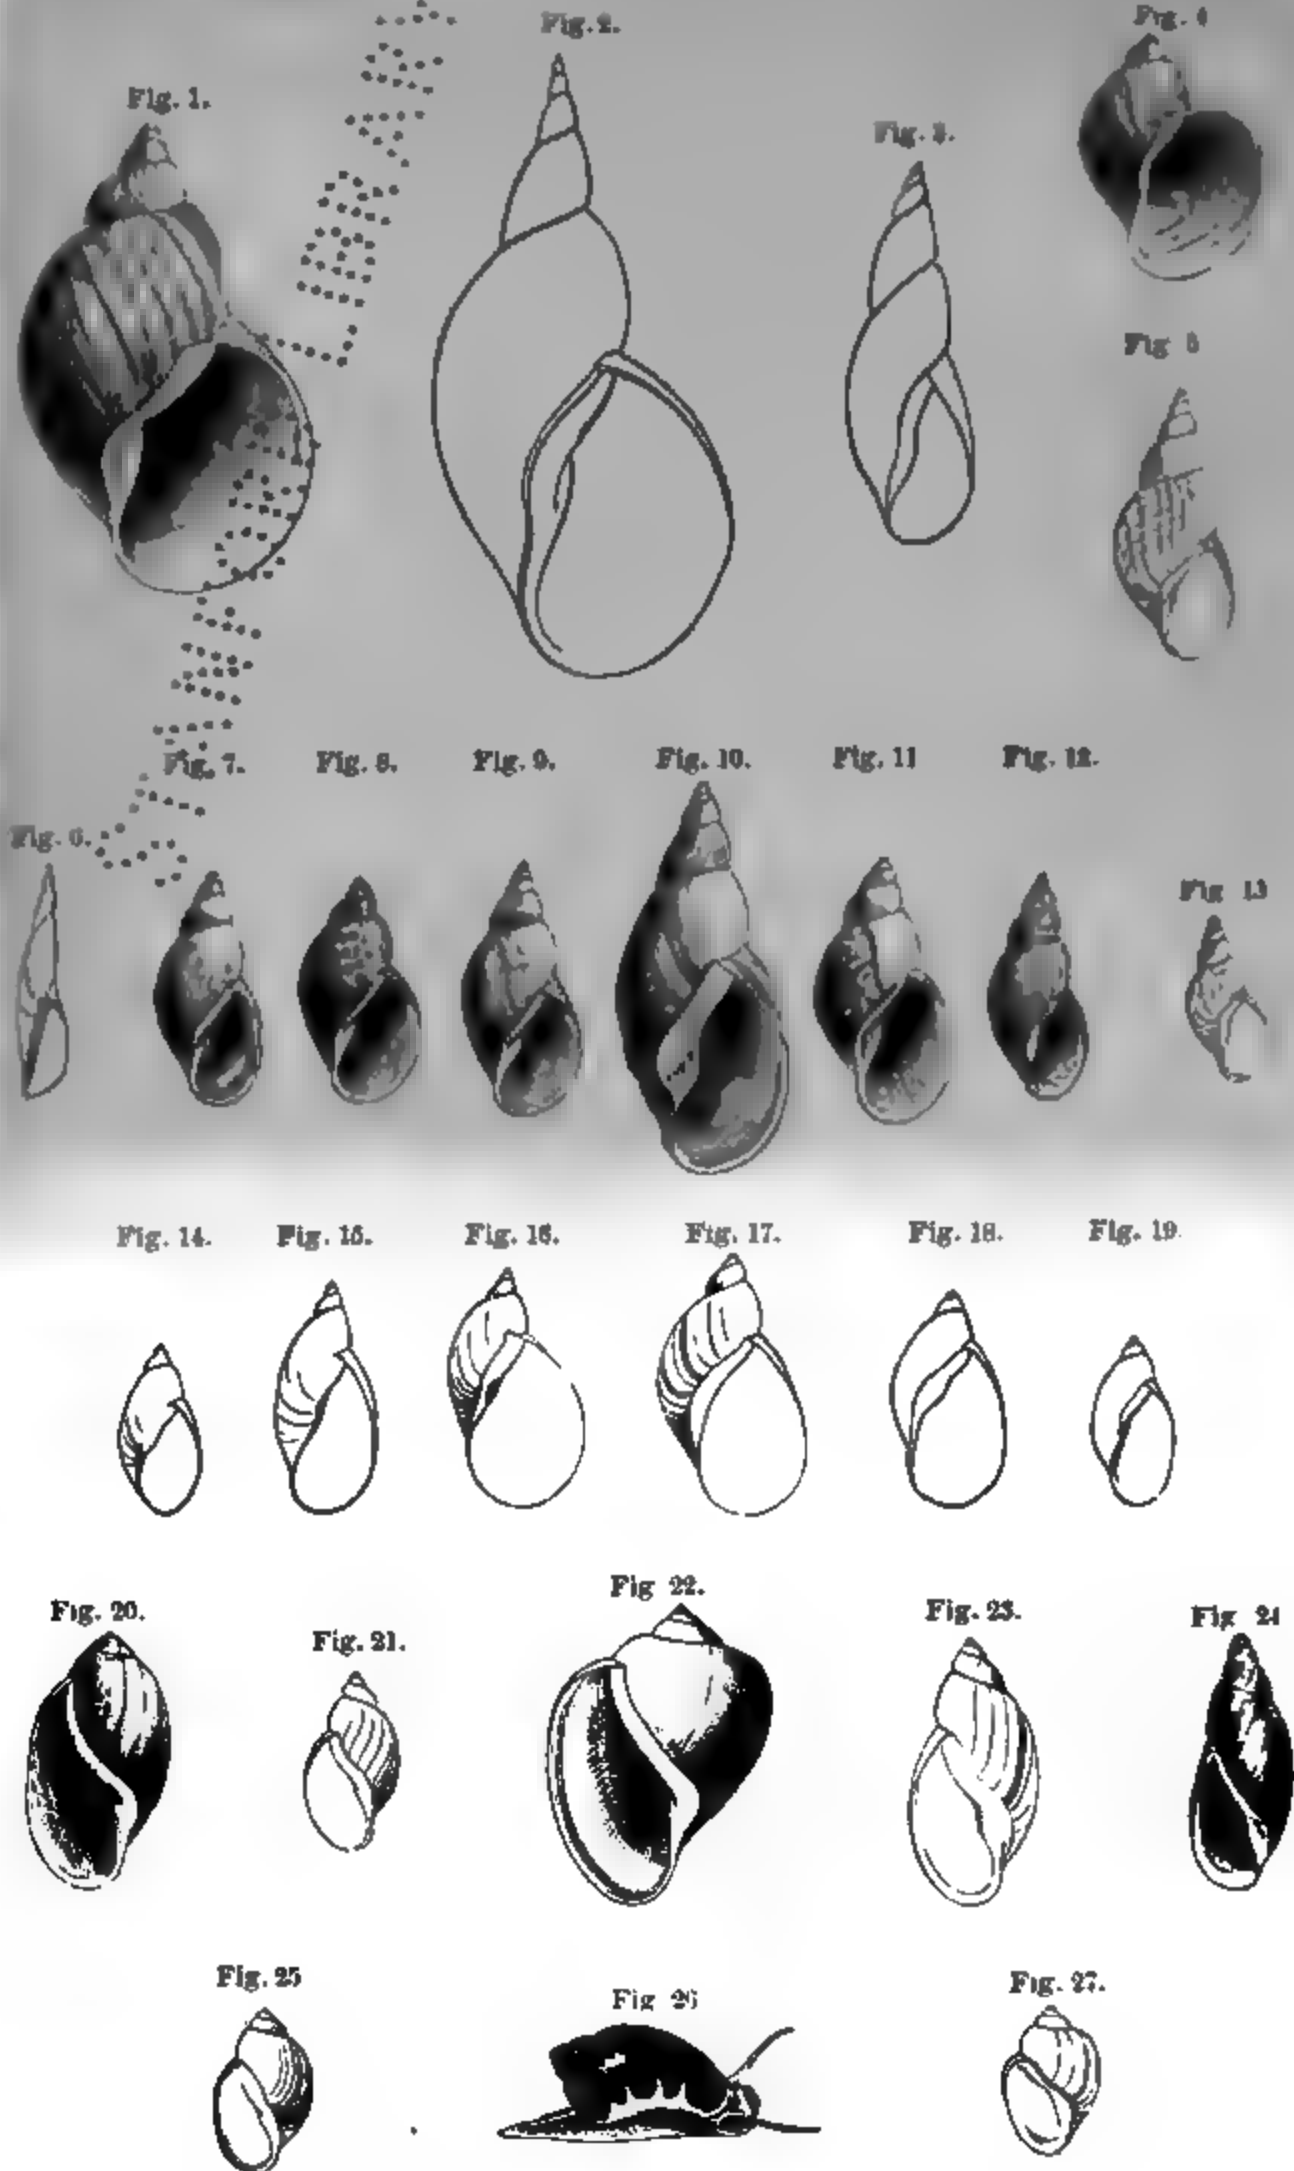 Fig. 1.
Fig. 2.
Fig. 3.
Fig. 4
Fig 5
Fig. 6.
Fig. 7.
Fig. 8.
Fig. 9.
Fig. 10.
Fig. 11
Fig. 12.
Fig 13
Fig. 14.
Fig. 15.
Fig. 16.
Fig. 17.
Fig. 18.
Fig. 19.
Fig. 20.
Fig. 21.
Fig 22.
Fig. 23.
Fig 24
Fig. 25
Fig 26
Fig. 27.